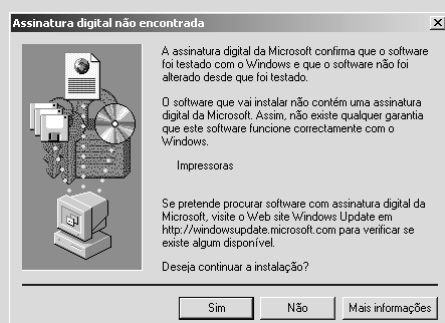 Assinatura digital não encontrada
A assinatura digital da Microsoft confirma que o software
foi testado com o Windows e que o software não foi
alterado desde que foi testado.
O software que vai instalar não contém uma assinatura
digital da Microsoft. Assim, não existe qualquer garantia
que este software funcione correctamente com o
Windows.
Impressoras
Se pretende procurar software com assinatura digital da
Microsoft, visite o Web site Windows Update em
http://windowsupdate.microsoft.com para verificar se
existe algum disponível.
Deseja continuar a instalação?
Sim Não Mais informações